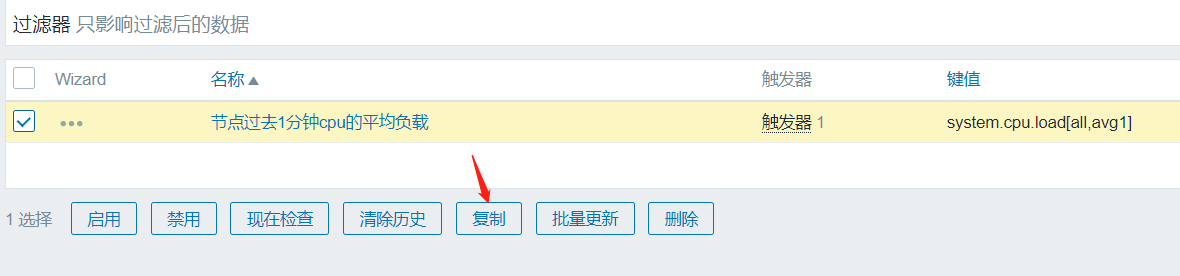 过滤器 只影响过滤后的数据
Wizard 名称 触发器 键值
节点过去1分钟cpu的平均负载 触发器 1 system.cpu.load[all,avg1]
1 选择 启用 禁用 现在检查 清除历史 复制 批量更新 删除